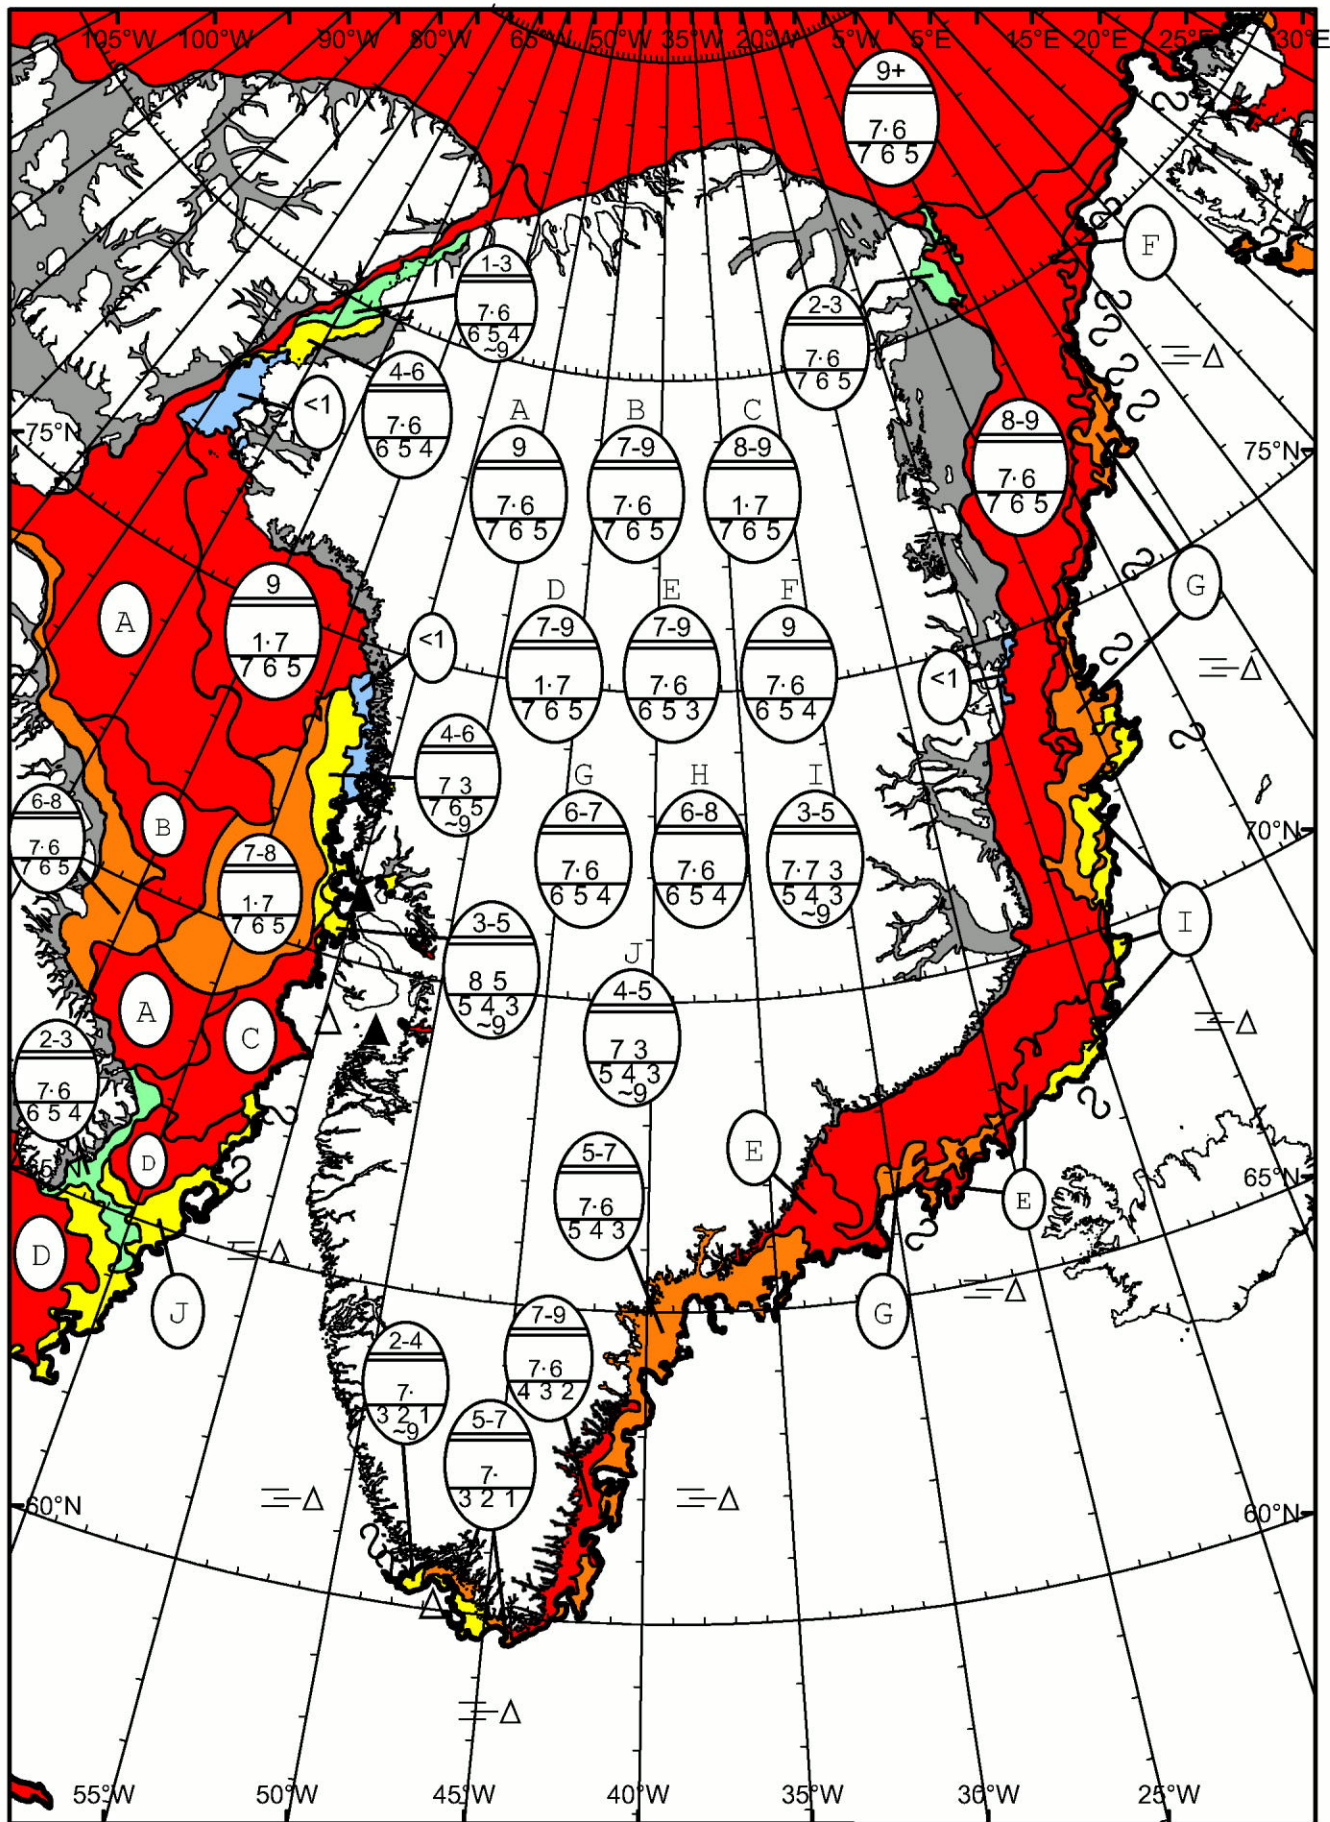 105°W 100°W 90°W 80°W 65°W 50°W 35°W 20°W 5°W 5°E 15°E 20°E 25°E 30°E
9+
7·6
7 6 5
F
1-3
7·6
6 5 4
~9
2-3
7·6
7 6 5
4-6
7·6
6 5 4
<1
75°N
75°N
8-9
7·6
7 6 5
A B C
9 7-9 8-9
7·6 7·6 1·7
7 6 5 7 6 5 7 6 5
G
A
9
1·7
7 6 5
<1
<1
D E F
7-9 7-9 9
1·7 7·6 7·6
7 6 5 6 5 3 6 5 4
4-6
7 3
7 6 5
~9
G H I
6-7 6-8 3-5
7·6 7·6 7·7 3
6 5 4 6 5 4 5 4 3
~9
6-8
7·6
7 6 5
B
7-8
1·7
7 6 5
70°N
I
3-5
8 5
5 4 3
~9
J
4-5
7 3
5 4 3
~9
A
C
2-3
7·6
6 5 4
D
E
E
65°N
65°N
5-7
7·6
5 4 3
D
J
G
7-9
7·6
4 3 2
2-4
7·
3 2 1
~9
5-7
7·
3 2 1
60°N
60°N
55°W 50°W 45°W 40°W 35°W 30°W 25°W